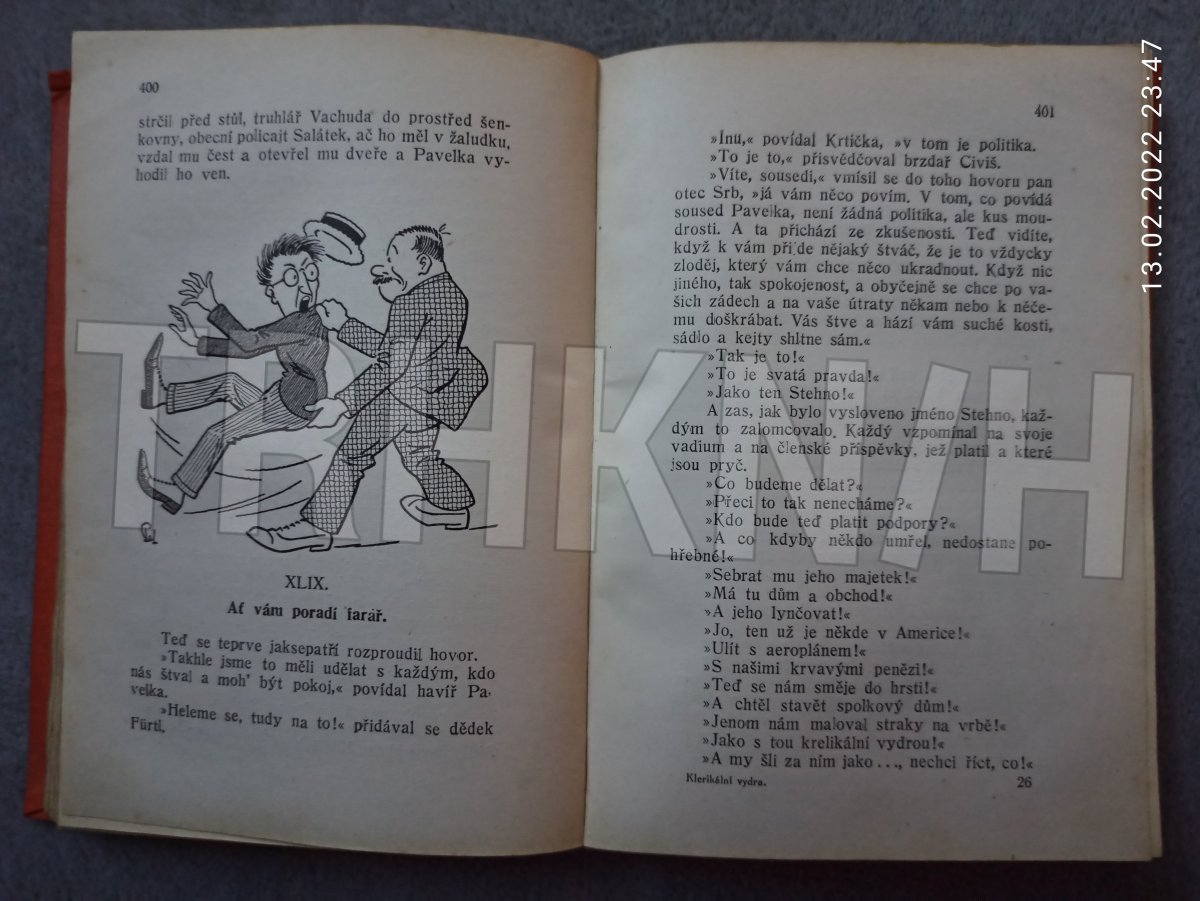 400
strčil před stůl, truhlář Vachuda do prostřed šen-
kovny, obecní policajt Salátek, ač ho měl v žaludku,
vzdal mu čest a otevřel mu dveře a Pavelka vy-
hodil ho ven.
XLIX.
Ať vám poradí farář.
Teď se teprve jaksepatří rozproudil hovor.
»Takhle jsme to měli udělat s každým, kdo
nás štval a moh' být pokoj,« povídal havíř Pa-
velka.
»Heleme se, tudy na to!« přidával se dědek
Fürtl.
401
»Inu,« povídal Krtička, »v tom je politika.
»To je to,« přisvědčoval brzdař Civiš.
»Víte, sousedi,« vmísil se do toho hovoru pan
otec Srb, »já vám něco povím. V tom, co povídá
soused Pavelka, není žádná politika, ale kus mou-
drosti. A ta přichází ze zkušenosti. Teď vidíte,
když k vám přijde nějaký štváč, že je to vždycky
zloděj, který vám chce něco ukradnout. Když nic
jiného, tak spokojenost, a obyčejně se chce po va-
šich zádech a na vaše útraty někam nebo k něče-
mu doškrábat. Vás štve a hází vám suché kosti,
sádlo a kejty shltne sám.«
»Tak je to!«
»To je svatá pravda!«
»Jako ten Stehno!«
A zas, jak bylo vysloveno jméno Stehno, kaž-
dým to zalomcovalo. Každý vzpomínal na svoje
vadium a na členské příspěvky, jež platil a které
jsou pryč.
»Co budeme dělat?«
»Přeci to tak nenecháme?«
»Kdo bude teď platit podpory?«
»A co kdyby někdo umřel, nedostane po-
hřebné!«
»Sebrat mu jeho majetek!«
»Má tu dům a obchod!«
»A jeho lynčovat!«
»Jo, ten už je někde v Americe!«
»Ulít s aeroplánem!«
»S našimi krvavými penězi!«
»Teď se nám směje do hrsti!«
»A chtěl stavět spolkový dům!«
»Jenom nám maloval straky na vrbě!«
»Jako s tou krelikální vydrou!«
»A my šli za ním jako . . ., nechci říct, co!«
Klerikální vydra.
26
13.02.2022 23:47
TRHKNIH